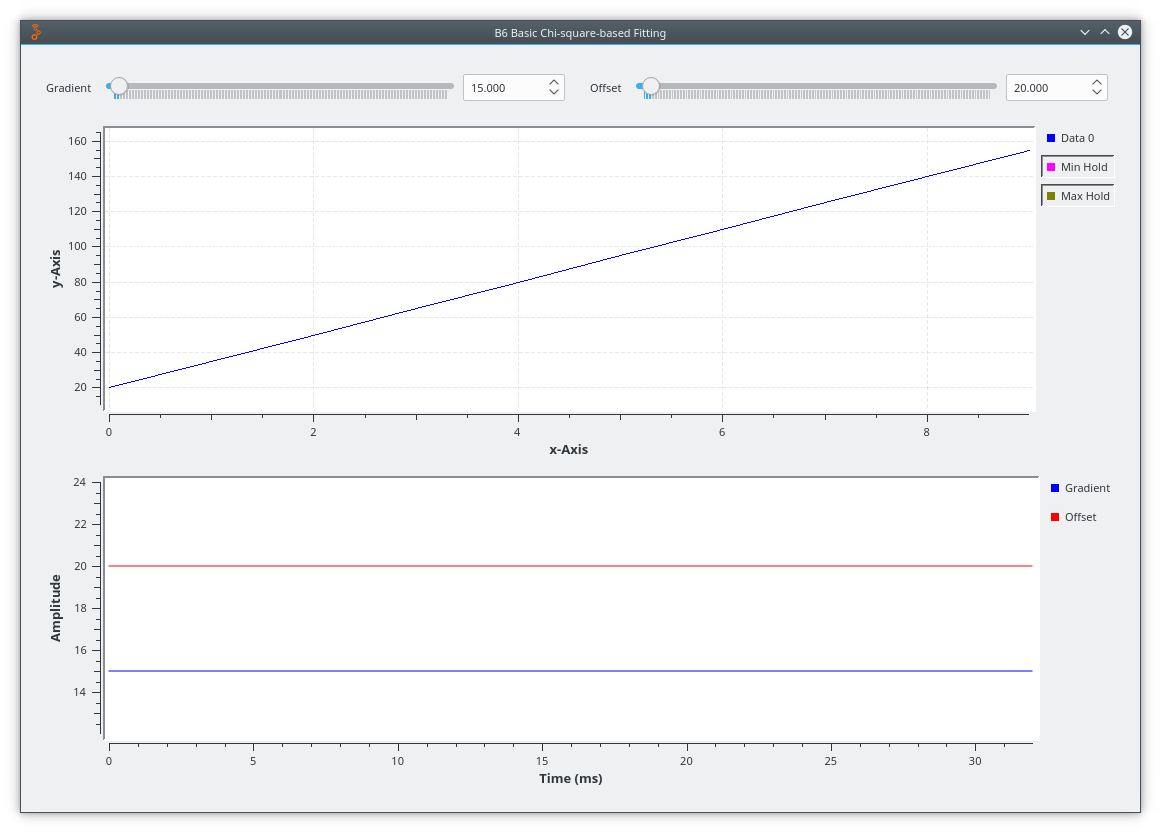 B6 Basic Chi-square-based Fitting
Gradient 15.000 Offset 20.000
Data 0
Min Hold
Max Hold
y-Axis
160
140
120
100
80
60
40
20
0 2 4 6 8
x-Axis
Gradient
Offset
Amplitude
24
22
20
18
16
14
0 5 10 15 20 25 30
Time (ms)